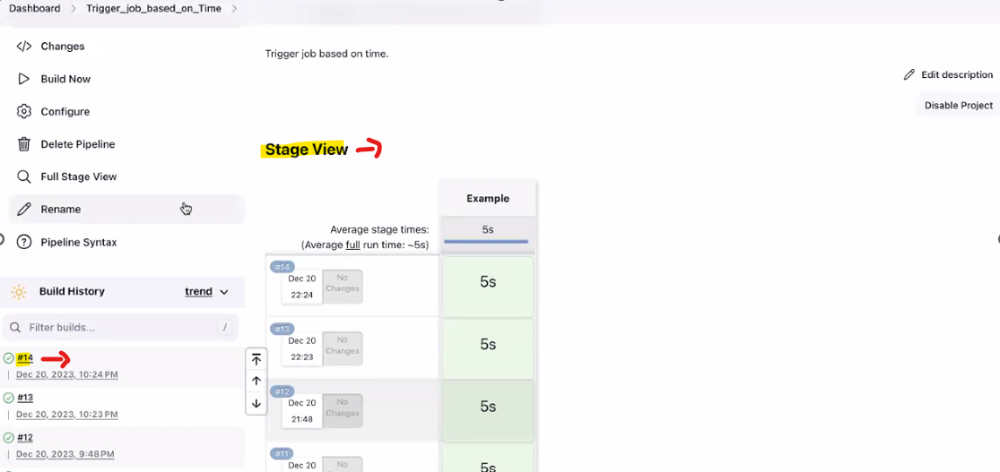 Dashboard > Trigger_job_based_on_Time >
</> Changes
Build Now
Configure
Delete Pipeline
Full Stage View
Rename
Pipeline Syntax
Build History trend
Filter builds... /
#14
Dec 20, 2023, 10:24 PM
#13
Dec 20, 2023, 10:23 PM
#12
Dec 20, 2023, 9:48 PM
Trigger job based on time.
Edit description
Disable Project
Stage View
Example
Average stage times:
(Average full run time: ~5s)
5s
#14
Dec 20
22:24
No
Changes
5s
#13
Dec 20
22:23
No
Changes
5s
#12
Dec 20
21:48
No
Changes
5s
#11
Dec 20
No
5s